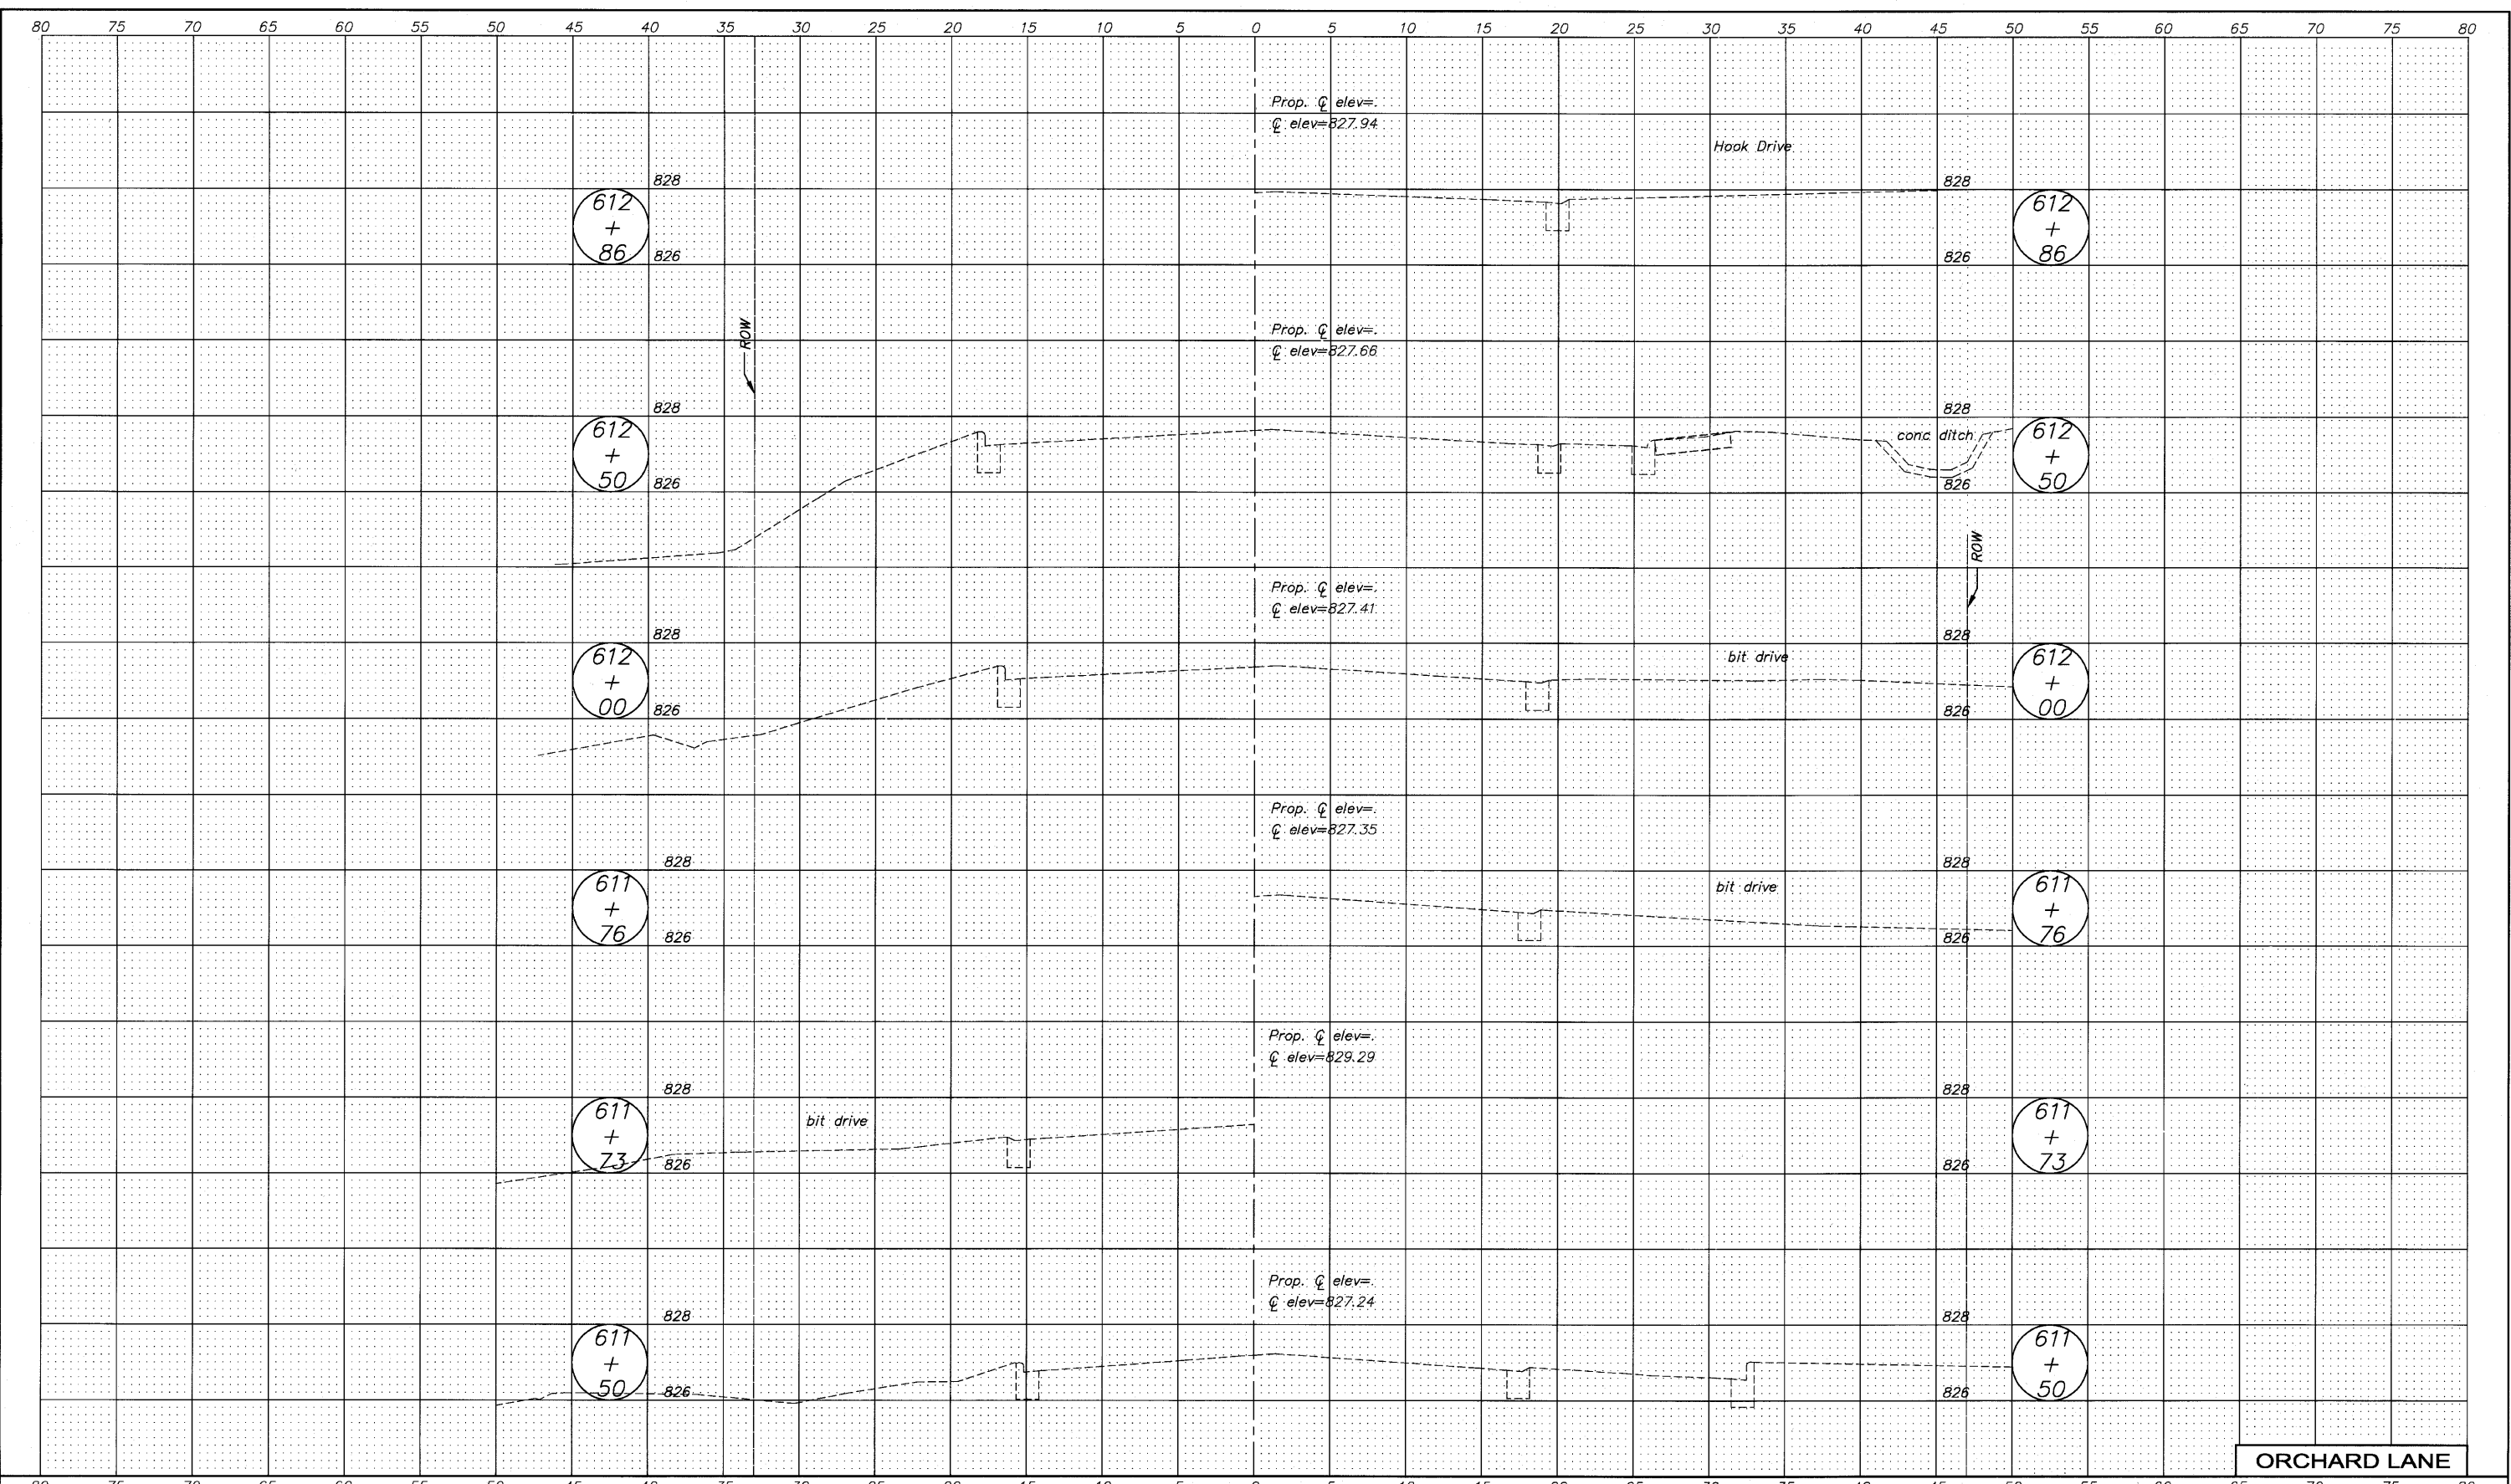 80 75 70 65 60 55 50 45 40 35 30 25 20 15 10 5 0 5 10 15 20 25 30 35 40 45 50 55 60 65 70 75 80
Prop. ℄ elev=.
℄ elev=827.94
Hook Drive
828 828
612 + 86
612 + 86
826 826
ROW
Prop. ℄ elev=.
℄ elev=827.66
828 828
612 + 50
conc ditch
612 + 50
826 826
ROW
Prop. ℄ elev=.
℄ elev=827.41
828 828
612 + 00
bit drive
612 + 00
826 826
Prop. ℄ elev=.
℄ elev=827.35
828 828
611 + 76
bit drive
611 + 76
826 826
Prop. ℄ elev=.
℄ elev=829.29
828 828
611 + 73
bit drive
611 + 73
826 826
Prop. ℄ elev=.
℄ elev=827.24
828 828
611 + 50
611 + 50
826 826
ORCHARD LANE